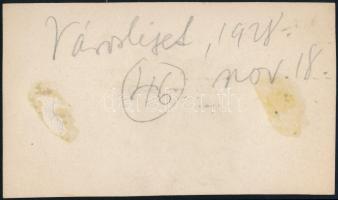 Városliget, 1928.
46. nov. 18.